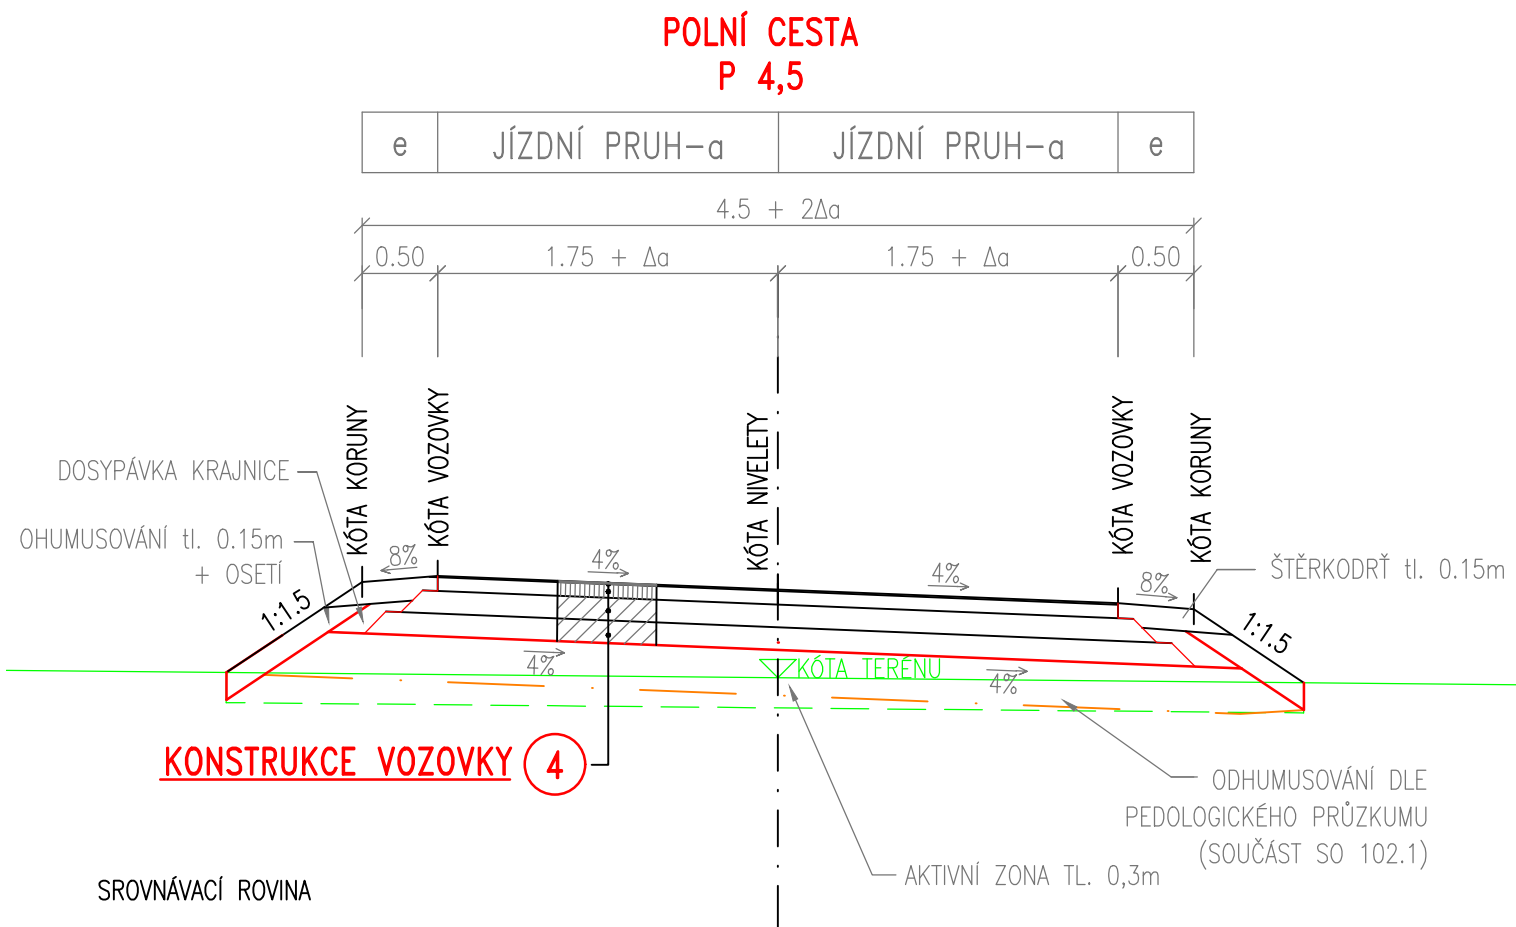 POLNÍ CESTA
P 4,5
e JÍZDNÍ PRUH-a JÍZDNÍ PRUH-a e
4.5 + 2Δa
0.50 1.75 + Δa 1.75 + Δa 0.50
KÓTA KORUNY
KÓTA VOZOVKY
KÓTA NIVELETY
KÓTA VOZOVKY
KÓTA KORUNY
DOSYPÁVKA KRAJNICE
OHUMUSOVÁNÍ tl. 0.15m
+ OSETÍ
8% 4% 4% 8%
ŠTĚRKODRŤ tl. 0.15m
1:1.5 1:1.5
4% KÓTA TERÉNU 4%
KONSTRUKCE VOZOVKY 4
ODHUMUSOVÁNÍ DLE
PEDOLOGICKÉHO PRŮZKUMU
(SOUČÁST SO 102.1)
AKTIVNÍ ZONA TL. 0,3m
SROVNÁVACÍ ROVINA